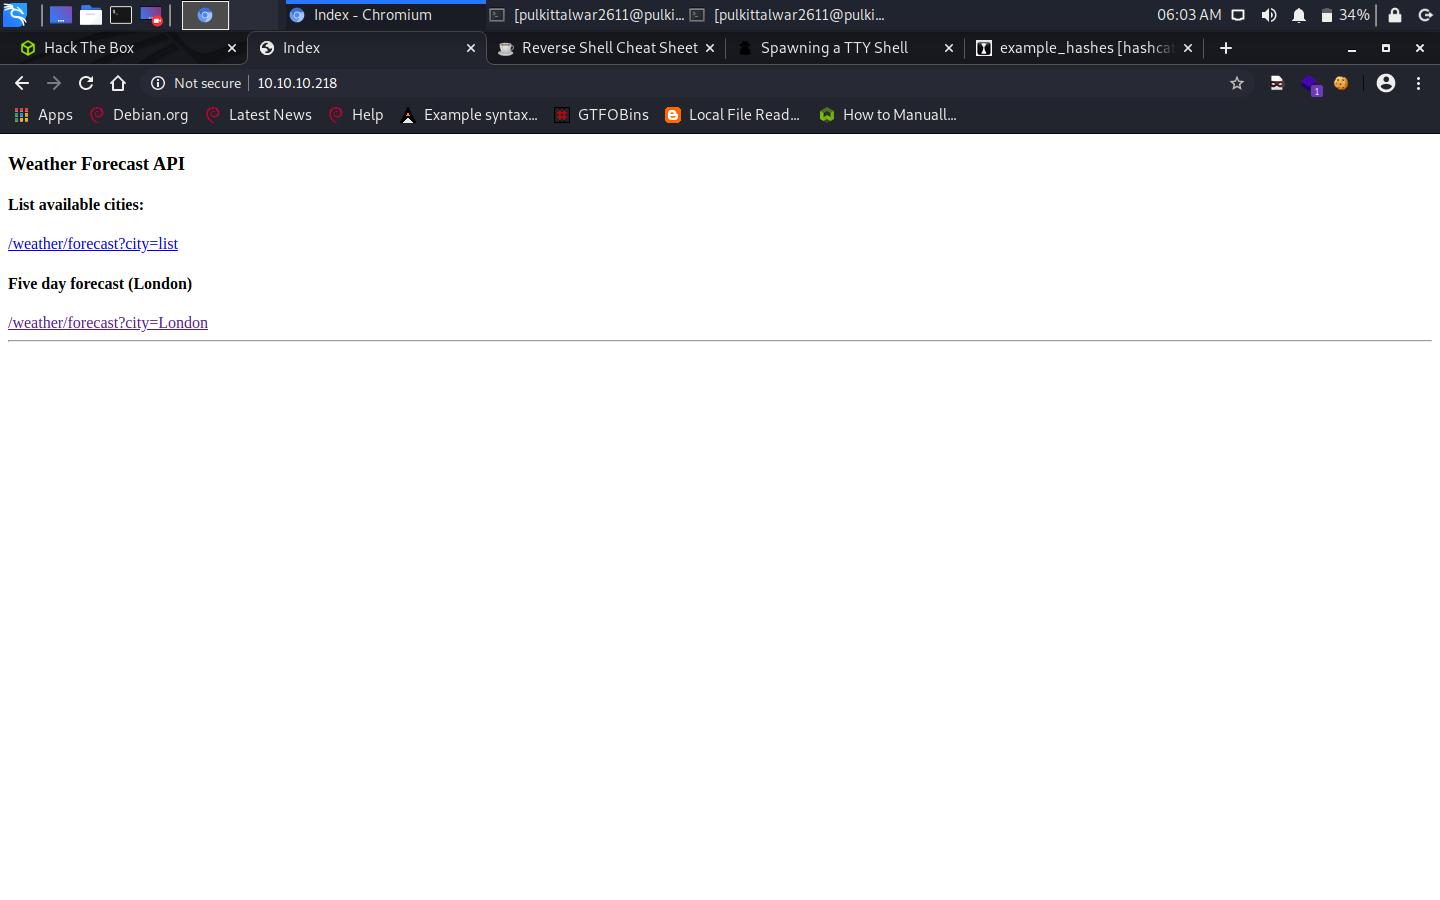 Index - Chromium
[pulkittalwar2611@pulki...
[pulkittalwar2611@pulki...
06:03 AM
34%
Hack The Box
Index
Reverse Shell Cheat Sheet
Spawning a TTY Shell
example_hashes [hashcat
Not secure
10.10.10.218
1
Apps
Debian.org
Latest News
Help
Example syntax...
GTFOBins
Local File Read...
How to Manuall...
Weather Forecast API
List available cities:
/weather/forecast?city=list
Five day forecast (London)
/weather/forecast?city=London